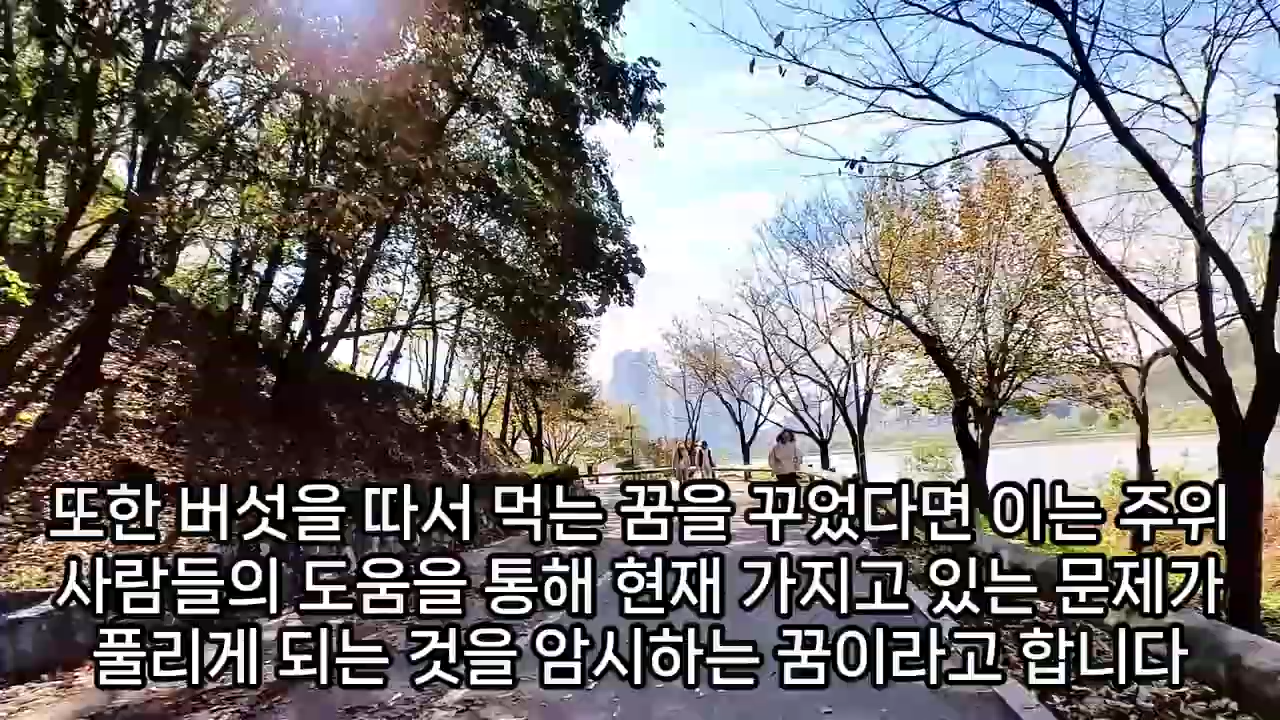 또한 버섯을 따서 먹는 꿈을 꾸었다면 이는 주위
사람들의 도움을 통해 현재 가지고 있는 문제가
풀리게 되는 것을 암시하는 꿈이라고 합니다